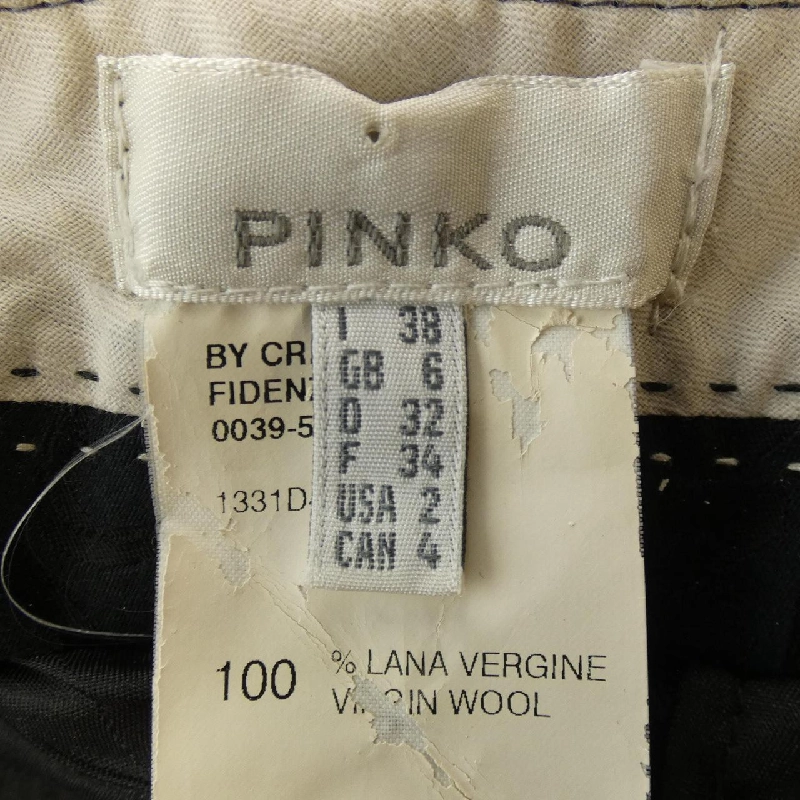 PINKO
I 38
GB 6
D 32
F 34
USA 2
CAN 4
BY CR
FIDENZ
0039-5
1331D
100 % LANA VERGINE
VIRGIN WOOL